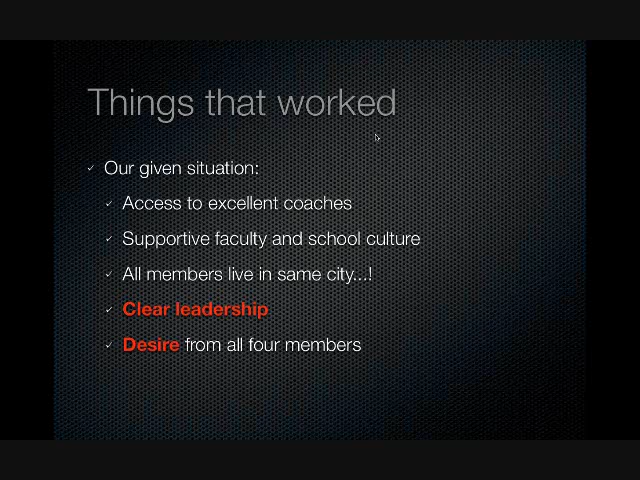 Things that worked
✓ Our given situation:
✓ Access to excellent coaches
✓ Supportive faculty and school culture
✓ All members live in same city...!
✓ Clear leadership
✓ Desire from all four members